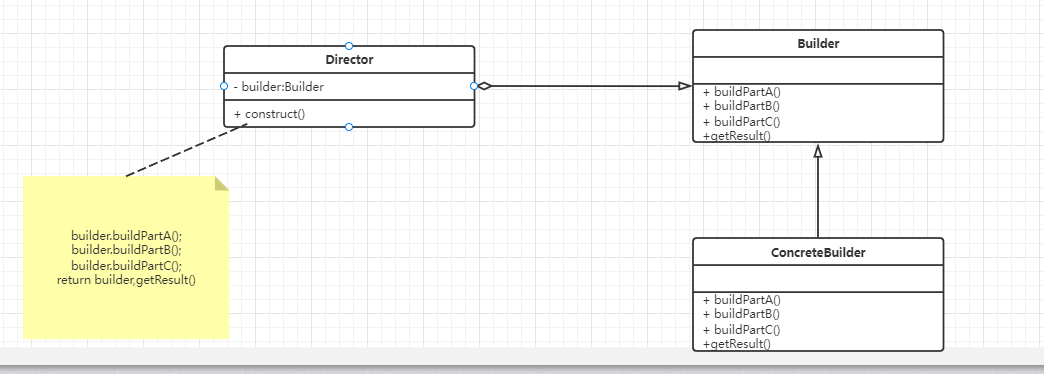 Director
- builder:Builder
+ construct()
Builder
+ buildPartA()
+ buildPartB()
+ buildPartC()
+getResult()
builder.buildPartA();
builder.buildPartB();
builder.buildPartC();
return builder,getResult()
ConcreteBuilder
+ buildPartA()
+ buildPartB()
+ buildPartC()
+getResult()